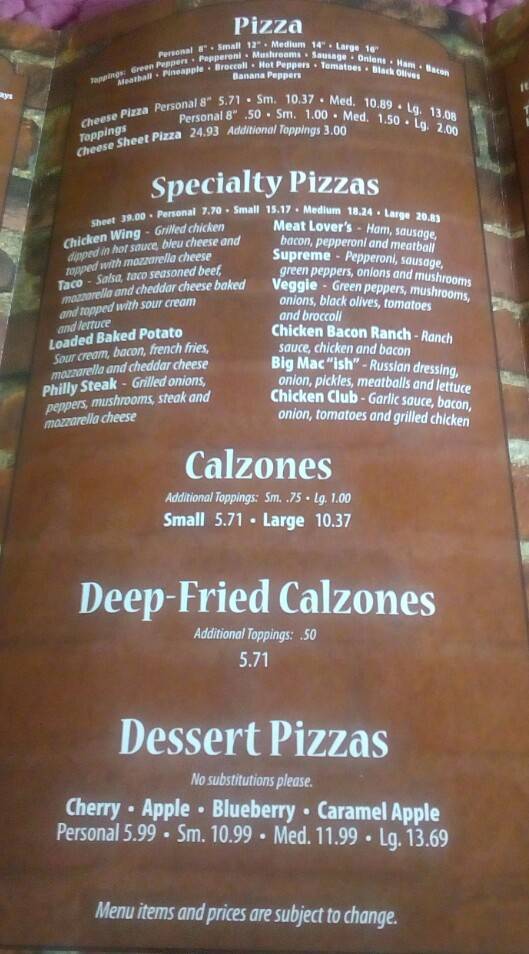 Pizza
Personal 8" • Small 12" • Medium 14" • Large 16"
Toppings: Green Peppers • Pepperoni • Mushrooms • Sausage • Onions • Ham • Bacon
Meatball • Pineapple • Broccoli • Hot Peppers • Tomatoes • Black Olives
Banana Peppers
Cheese Pizza Personal 8" 5.71 • Sm. 10.37 • Med. 10.89 • Lg. 13.08
Toppings Personal 8" .50 • Sm. 1.00 • Med. 1.50 • Lg. 2.00
Cheese Sheet Pizza 24.93 Additional Toppings 3.00
Specialty Pizzas
Sheet 39.00 • Personal 7.70 • Small 15.17 • Medium 18.24 • Large 20.83
Chicken Wing - Grilled chicken
dipped in hot sauce, bleu cheese and
topped with mozzarella cheese
Taco - Salsa, taco seasoned beef,
mozzarella and cheddar cheese baked
and topped with sour cream
and lettuce
Loaded Baked Potato
Sour cream, bacon, french fries,
mozzarella and cheddar cheese
Philly Steak - Grilled onions,
peppers, mushrooms, steak and
mozzarella cheese
Meat Lover's - Ham, sausage,
bacon, pepperoni and meatball
Supreme - Pepperoni, sausage,
green peppers, onions and mushrooms
Veggie - Green peppers, mushrooms,
onions, black olives, tomatoes
and broccoli
Chicken Bacon Ranch - Ranch
sauce, chicken and bacon
Big Mac "ish" - Russian dressing,
onion, pickles, meatballs and lettuce
Chicken Club - Garlic sauce, bacon,
onion, tomatoes and grilled chicken
Calzones
Additional Toppings: Sm. .75 • Lg. 1.00
Small 5.71 • Large 10.37
Deep-Fried Calzones
Additional Toppings: .50
5.71
Dessert Pizzas
No substitutions please.
Cherry • Apple • Blueberry • Caramel Apple
Personal 5.99 • Sm. 10.99 • Med. 11.99 • Lg. 13.69
Menu items and prices are subject to change.